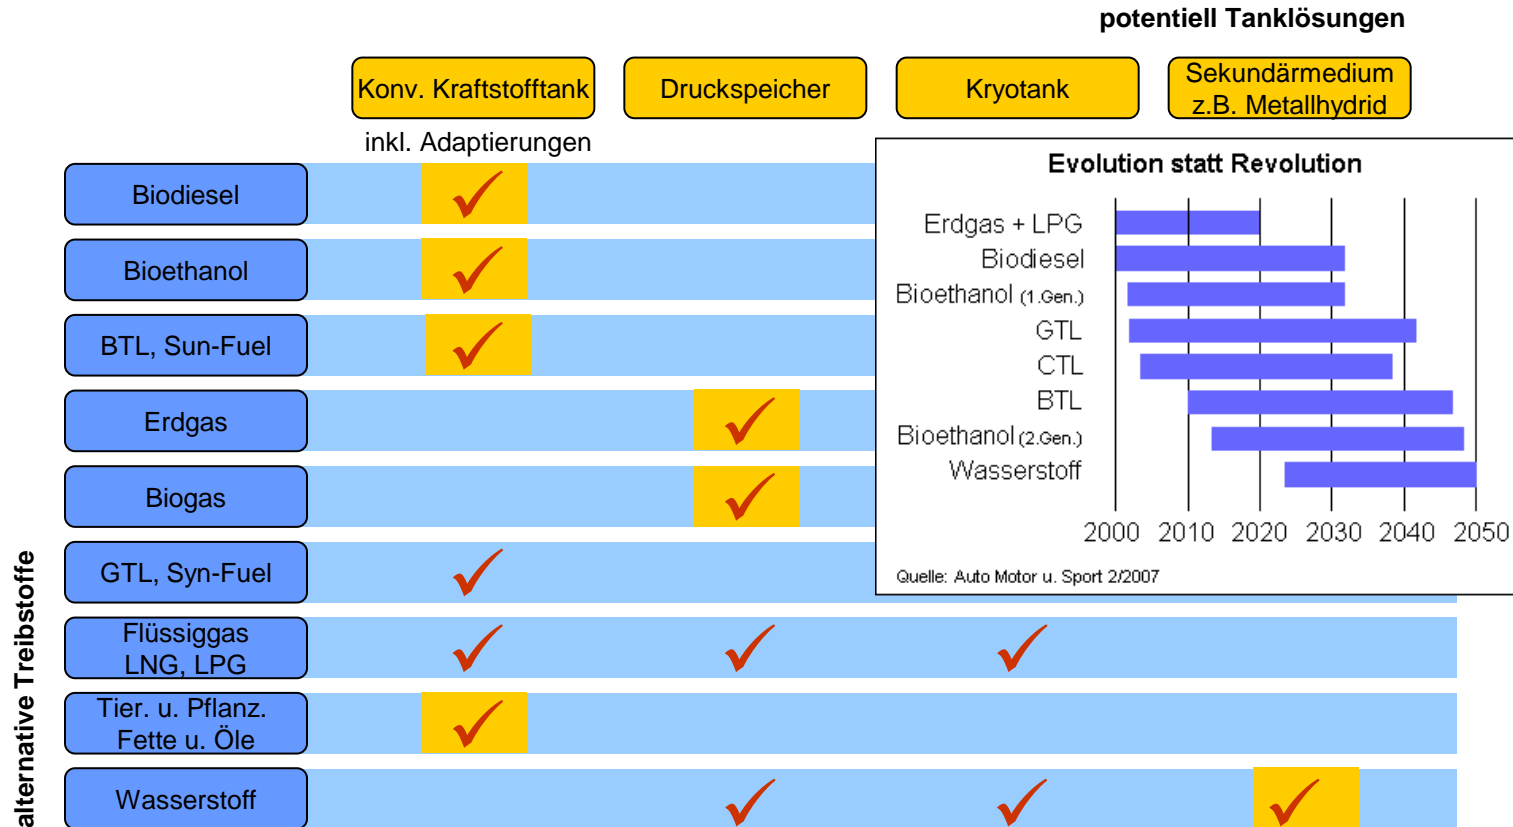 potentiell Tanklösungen
Konv. Kraftstofftank
Druckspeicher
Kryotank
Sekundärmedium
z.B. Metallhydrid
inkl. Adaptierungen
alternative Treibstoffe
Biodiesel
Bioethanol
BTL, Sun-Fuel
Erdgas
Biogas
GTL, Syn-Fuel
Flüssiggas
LNG, LPG
Tier. u. Pflanz.
Fette u. Öle
Wasserstoff
Evolution statt Revolution
Erdgas + LPG
Biodiesel
Bioethanol (1.Gen.)
GTL
CTL
BTL
Bioethanol (2.Gen.)
Wasserstoff
2000 2010 2020 2030 2040 2050
Quelle: Auto Motor u. Sport 2/2007